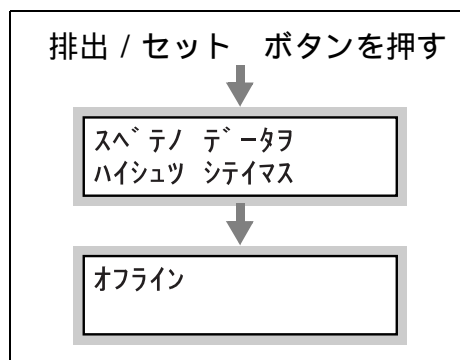 排出 / セット　ボタンを押す
スベテノ データヲ
ハイシュツ シテイマス
オフライン